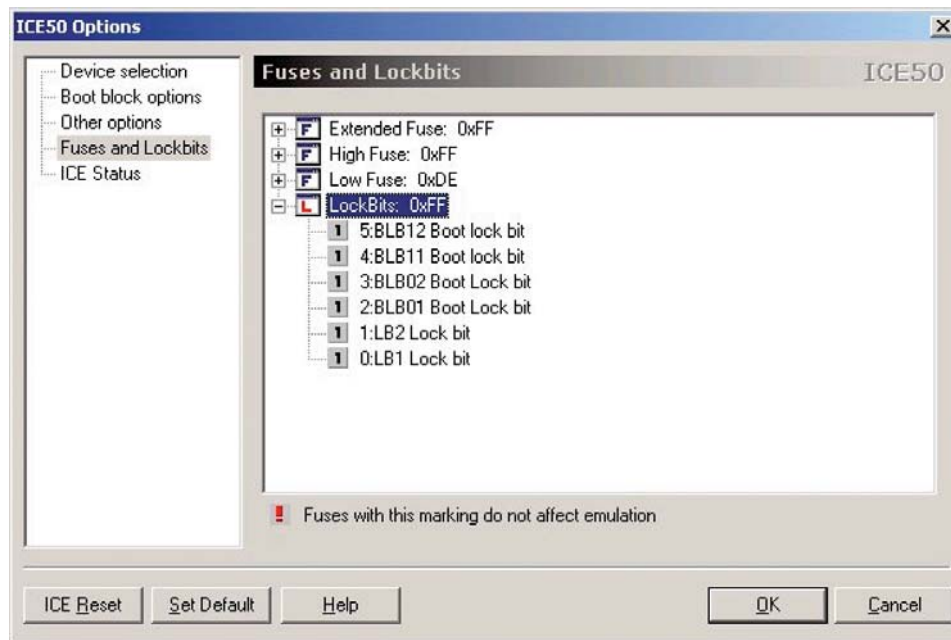 ICE50 Options
Device selection
Boot block options
Other options
Fuses and Lockbits
ICE Status
Fuses and Lockbits
ICE50
F Extended Fuse: 0xFF
F High Fuse: 0xFF
F Low Fuse: 0xDE
L LockBits: 0xFF
1 5:BLB12 Boot lock bit
1 4:BLB11 Boot lock bit
1 3:BLB02 Boot Lock bit
1 2:BLB01 Boot Lock bit
1 1:LB2 Lock bit
1 0:LB1 Lock bit
! Fuses with this marking do not affect emulation
ICE Reset
Set Default
Help
OK
Cancel